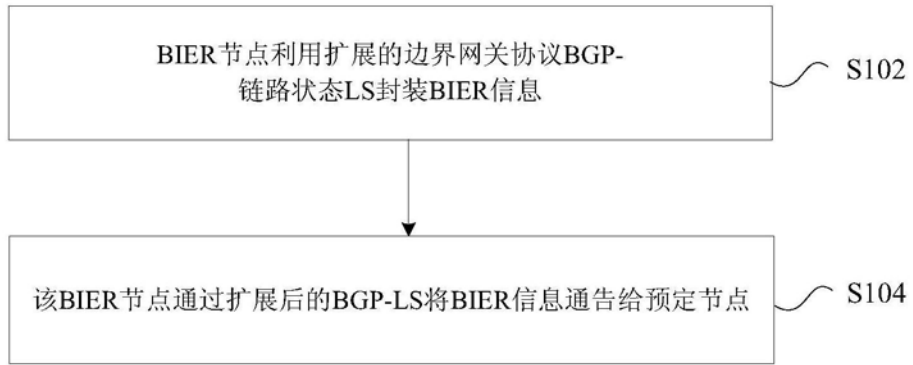 BIER节点利用扩展的边界网关协议BGP-
链路状态LS封装BIER信息
S102
该BIER节点通过扩展后的BGP-LS将BIER信息通告给预定节点
S104